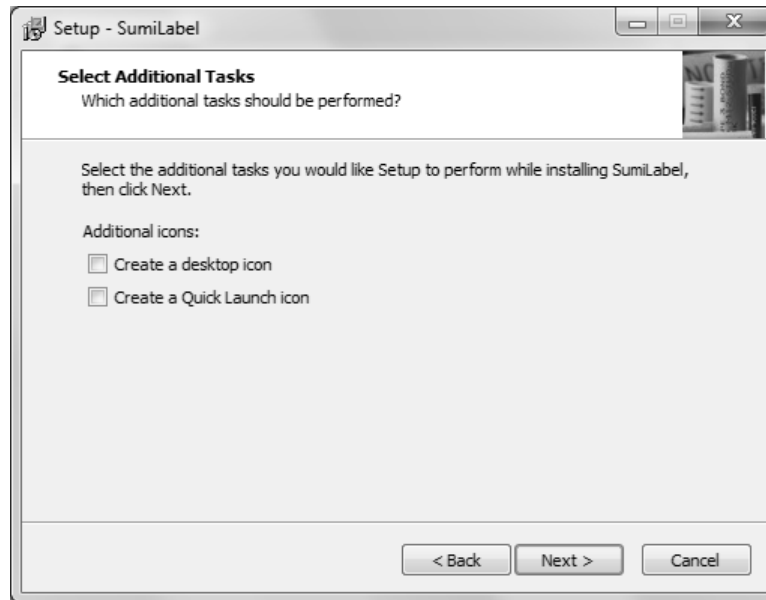 Setup - SumiLabel
Select Additional Tasks
Which additional tasks should be performed?
Select the additional tasks you would like Setup to perform while installing SumiLabel,
then click Next.
Additional icons:
Create a desktop icon
Create a Quick Launch icon
< Back Next > Cancel